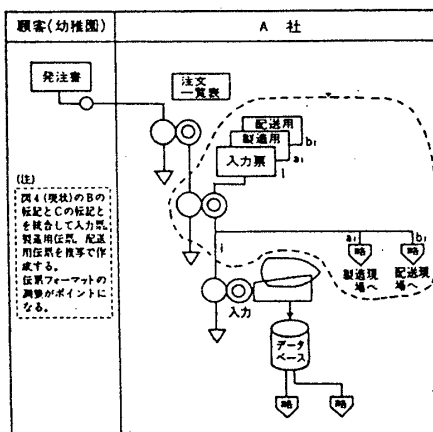 顧客(幼稚園)
A 社
発注書
注文
一覧表
配送用
製造用
入力票
b₁
a₁
i
(注)
図4(現状)のBの
転記とCの転記と
を統合して入力票、
製造用伝票、配送
用伝票を複写で作
成する。
伝票フォーマットの
調整がポイントに
なる。
i
a₁
b₁
略
略
製造現
場へ
配送現
場へ
入力
データ
ベース
略
略